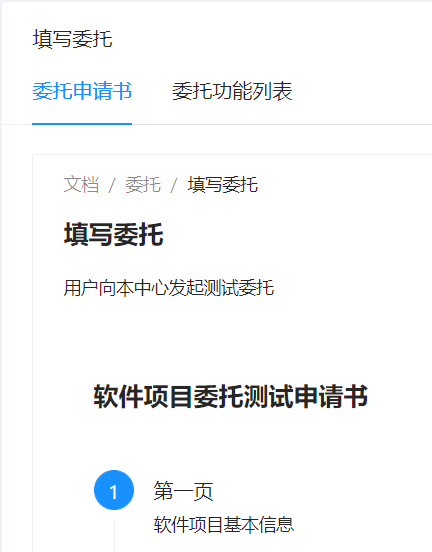 填写委托
委托申请书 委托功能列表
文档 / 委托 / 填写委托
填写委托
用户向本中心发起测试委托
软件项目委托测试申请书
1 第一页
软件项目基本信息